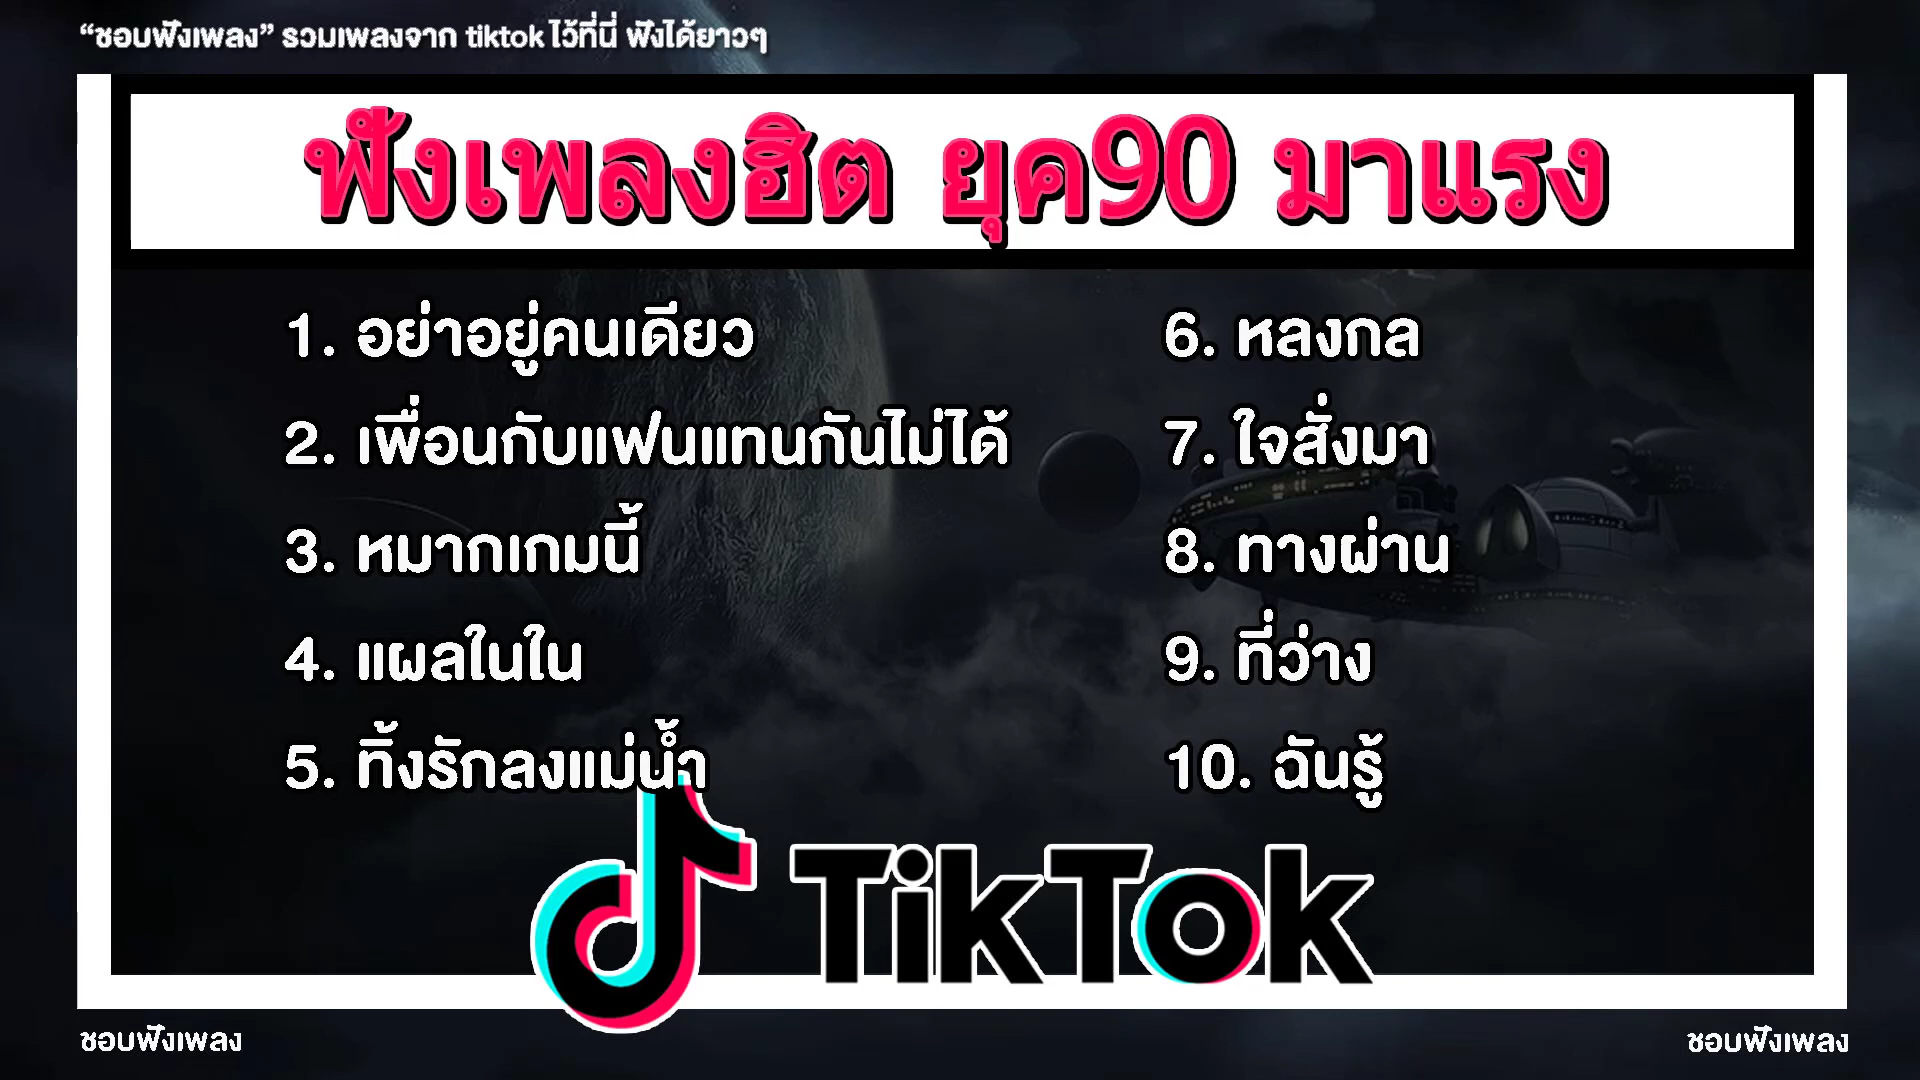 “ชอบฟังเพลง” รวมเพลงจาก tiktok ไว้ที่นี่ ฟังได้ยาวๆ
ฟังเพลงฮิต ยุค90 มาแรง
1. อย่าอยู่คนเดียว
2. เพื่อนกับแฟนแทนกันไม่ได้
3. หมากเกมนี้
4. แผลในใน
5. ทิ้งรักลงแม่น้ำ
6. หลงกล
7. ใจสั่งมา
8. ทางผ่าน
9. ที่ว่าง
10. ฉันรู้
TikTok
ชอบฟังเพลง
ชอบฟังเพลง